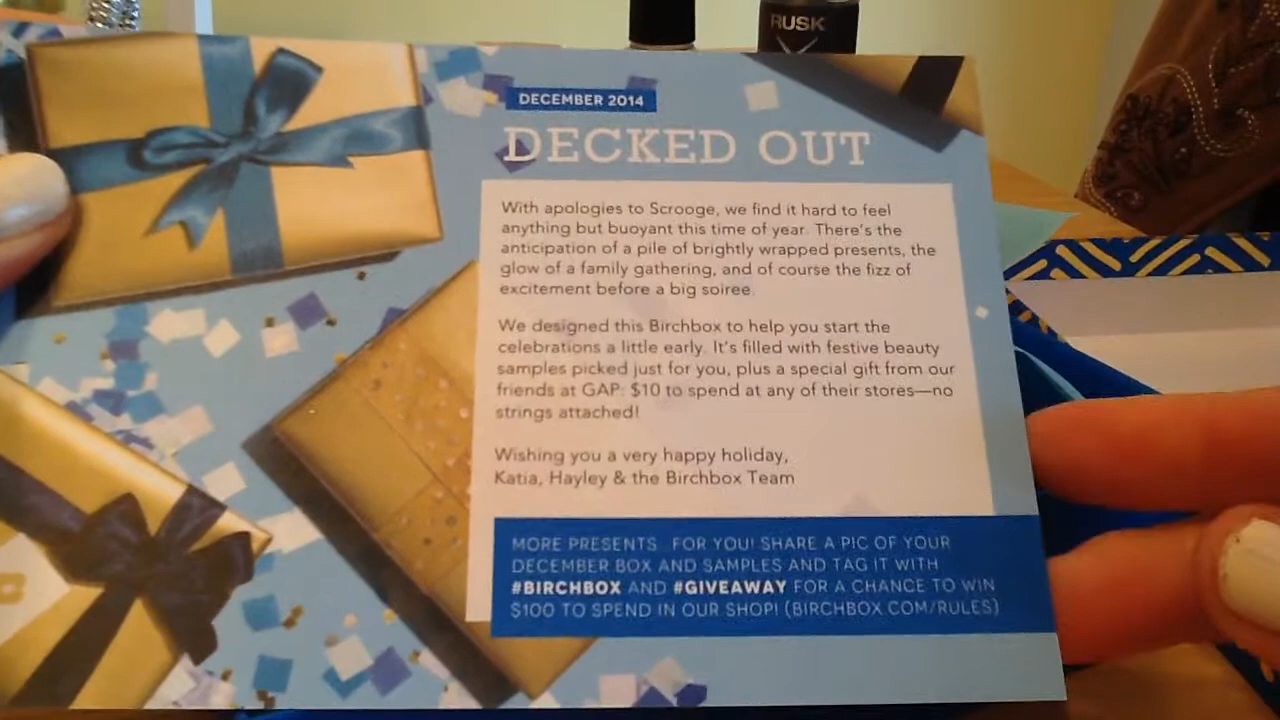 RUSK
DECEMBER 2014
DECKED OUT
With apologies to Scrooge, we find it hard to feel
anything but buoyant this time of year. There's the
anticipation of a pile of brightly wrapped presents, the
glow of a family gathering, and of course the fizz of
excitement before a big soiree.
We designed this Birchbox to help you start the
celebrations a little early. It's filled with festive beauty
samples picked just for you, plus a special gift from our
friends at GAP: $10 to spend at any of their stores—no
strings attached!
Wishing you a very happy holiday,
Katia, Hayley & the Birchbox Team
MORE PRESENTS...FOR YOU! SHARE A PIC OF YOUR
DECEMBER BOX AND SAMPLES AND TAG IT WITH
#BIRCHBOX AND #GIVEAWAY FOR A CHANCE TO WIN
$100 TO SPEND IN OUR SHOP! (BIRCHBOX.COM/RULES)